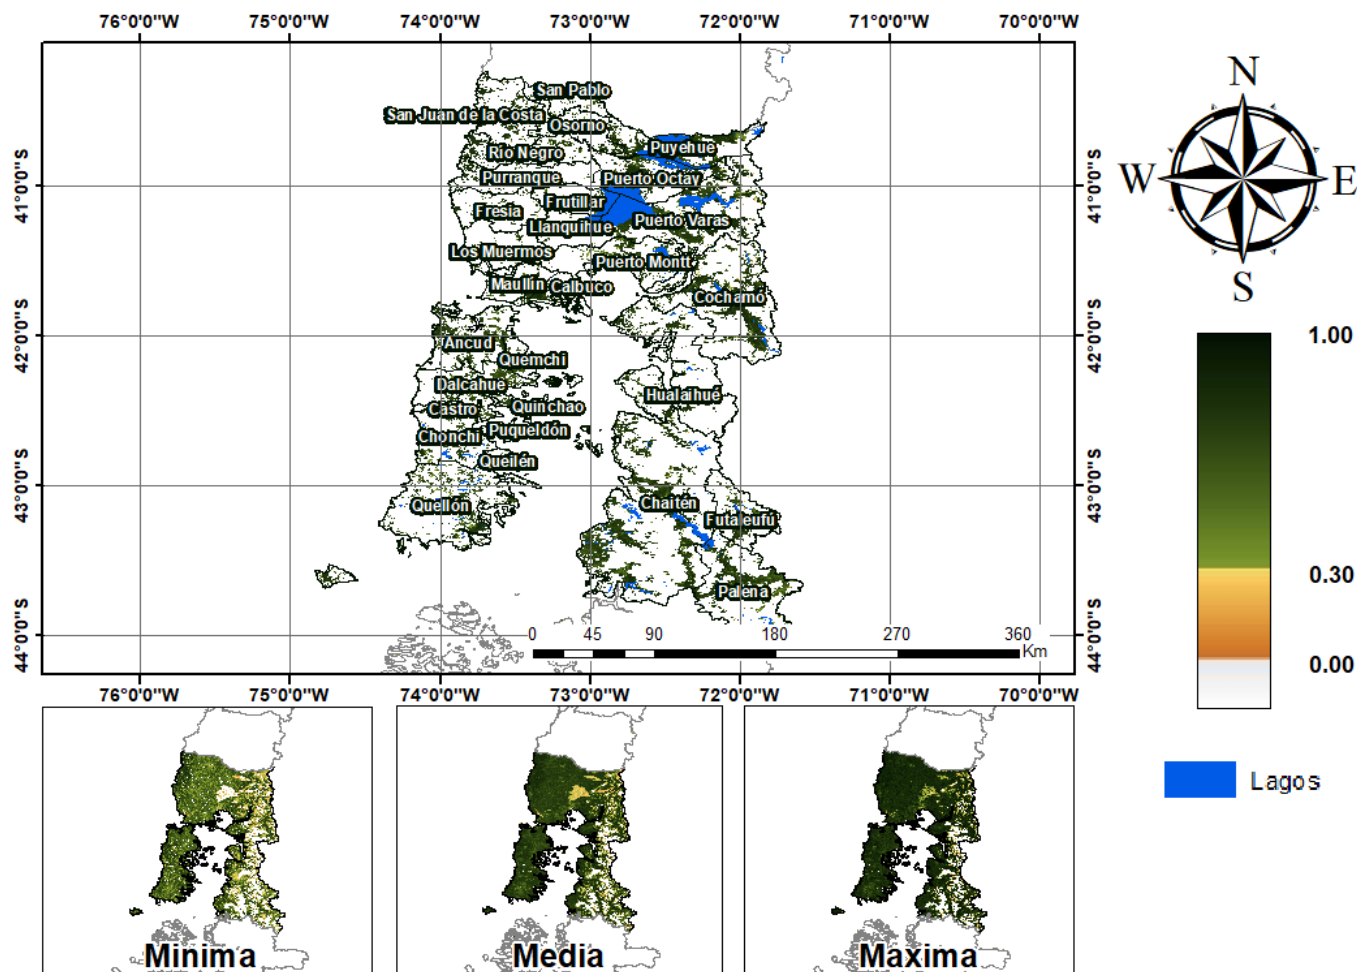 76°0'0"W 75°0'0"W 74°0'0"W 73°0'0"W 72°0'0"W 71°0'0"W 70°0'0"W
N
W E
S
San Pablo
San Juan de la Costa
Osorno
Puyehue
Río Negro
Purranque
Puerto Octay
41°0'0"S 41°0'0"S
Frutillar
Fresia
Puerto Varas
Llanquihue
Los Muermos
Puerto Montt
Maullín Calbuco
Cochamó
42°0'0"S 42°0'0"S
Ancud
Quemchi
Dalcahue
Hualaihué
Castro
Quinchao
Chonchi
Puqueldón
Queilén
43°0'0"S 43°0'0"S
Quellón
Chaitén
Futaleufú
Palena
44°0'0"S 44°0'0"S
0 45 90 180 270 360
Km
76°0'0"W 75°0'0"W 74°0'0"W 73°0'0"W 72°0'0"W 71°0'0"W 70°0'0"W
1.00
0.30
0.00
Lagos
Minima Media Maxima